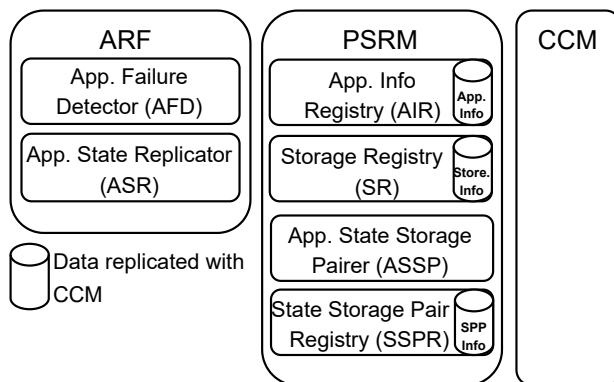 ARF
App. Failure
Detector (AFD)
App. State Replicator
(ASR)
Data replicated with
CCM
PSRM
App. Info
Registry (AIR)
App.
Info
Storage Registry
(SR)
Store.
Info
App. State Storage
Pairer (ASSP)
State Storage Pair
Registry (SSPR)
SPP
Info
CCM